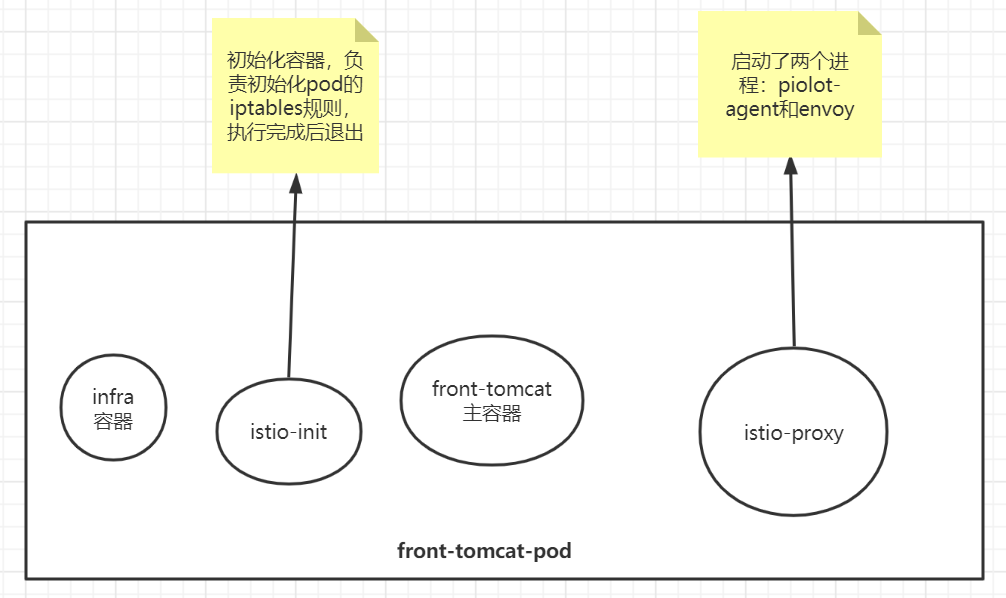 初始化容器，负
责初始化pod的
iptables规则，
执行完成后退出
启动了两个进
程：piolot-
agent和envoy
infra
容器
istio-init
front-tomcat
主容器
istio-proxy
front-tomcat-pod